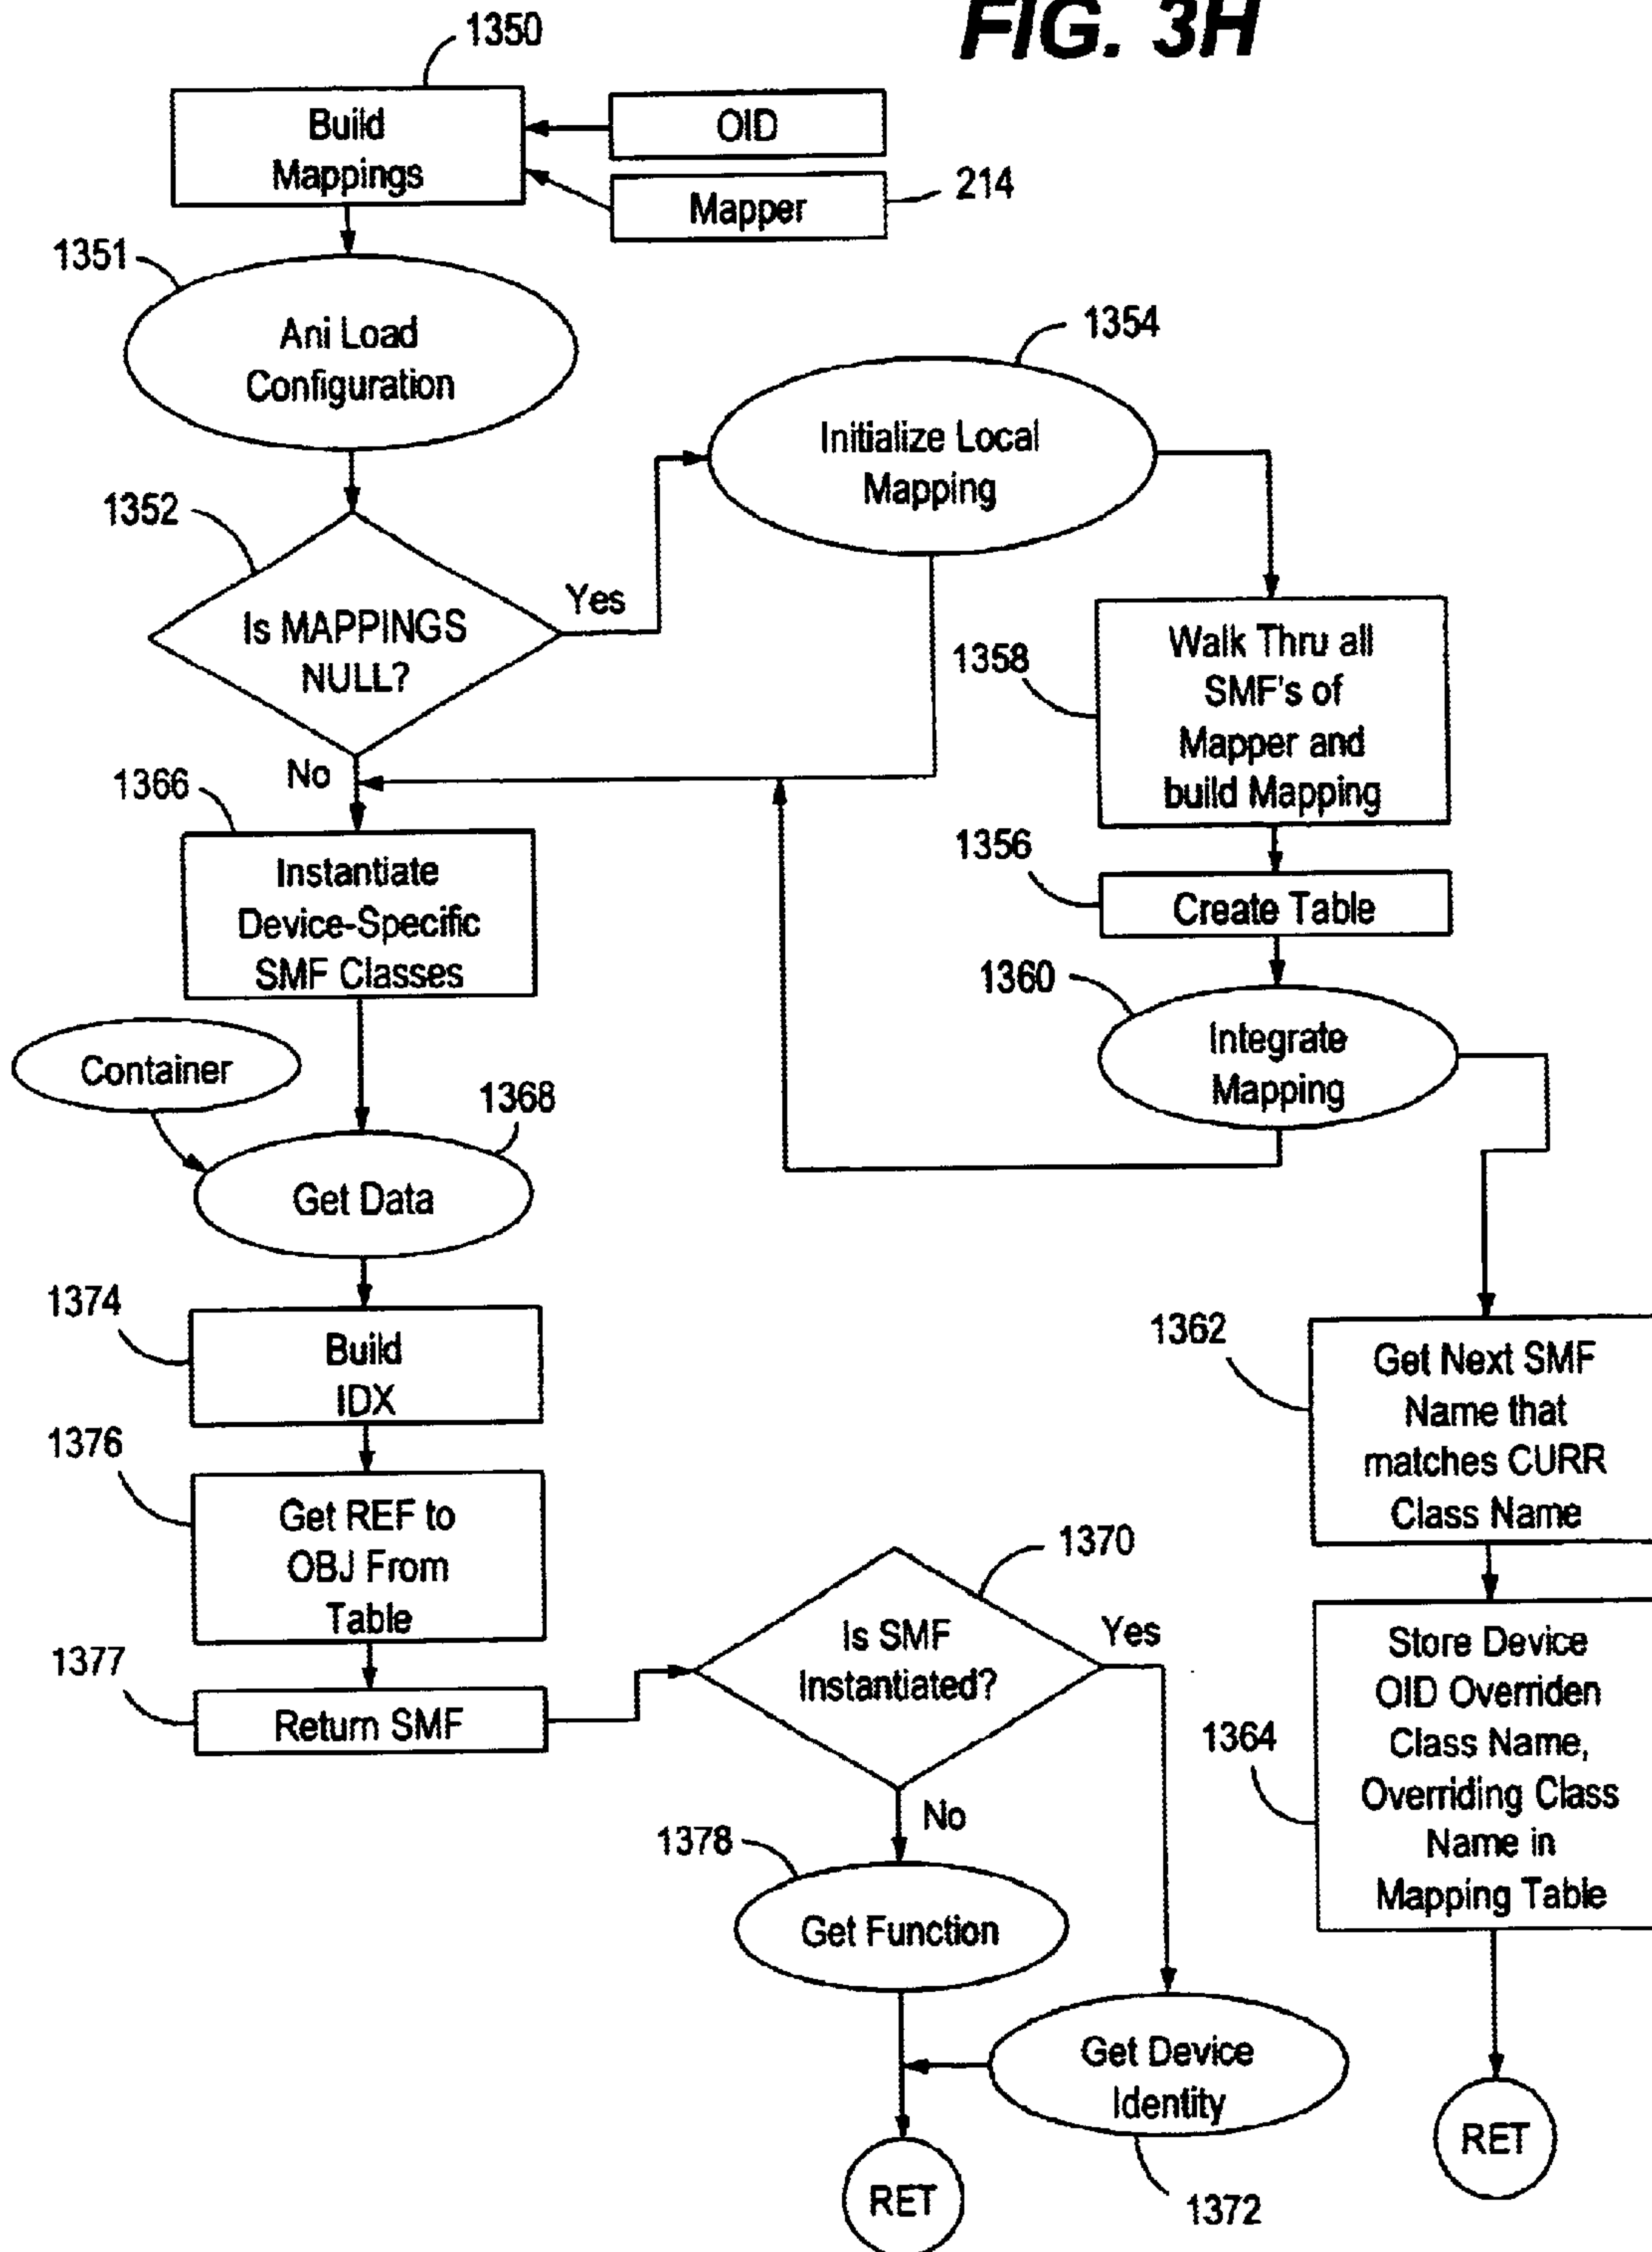 FIG. 3H
1350
Build
Mappings
OID
Mapper
214
1351
Ani Load
Configuration
1354
Initialize Local
Mapping
1352
Is MAPPINGS
NULL?
Yes
No
1358
Walk Thru all
SMF's of
Mapper and
build Mapping
1366
Instantiate
Device-Specific
SMF Classes
1356
Create Table
1360
Integrate
Mapping
Container
1368
Get Data
1374
Build
IDX
1362
Get Next SMF
Name that
matches CURR
Class Name
1376
Get REF to
OBJ From
Table
1377
Return SMF
1370
Is SMF
Instantiated?
Yes
No
1364
Store Device
OID Overriden
Class Name,
Overriding Class
Name in
Mapping Table
1378
Get Function
Get Device
Identity
1372
RET
RET